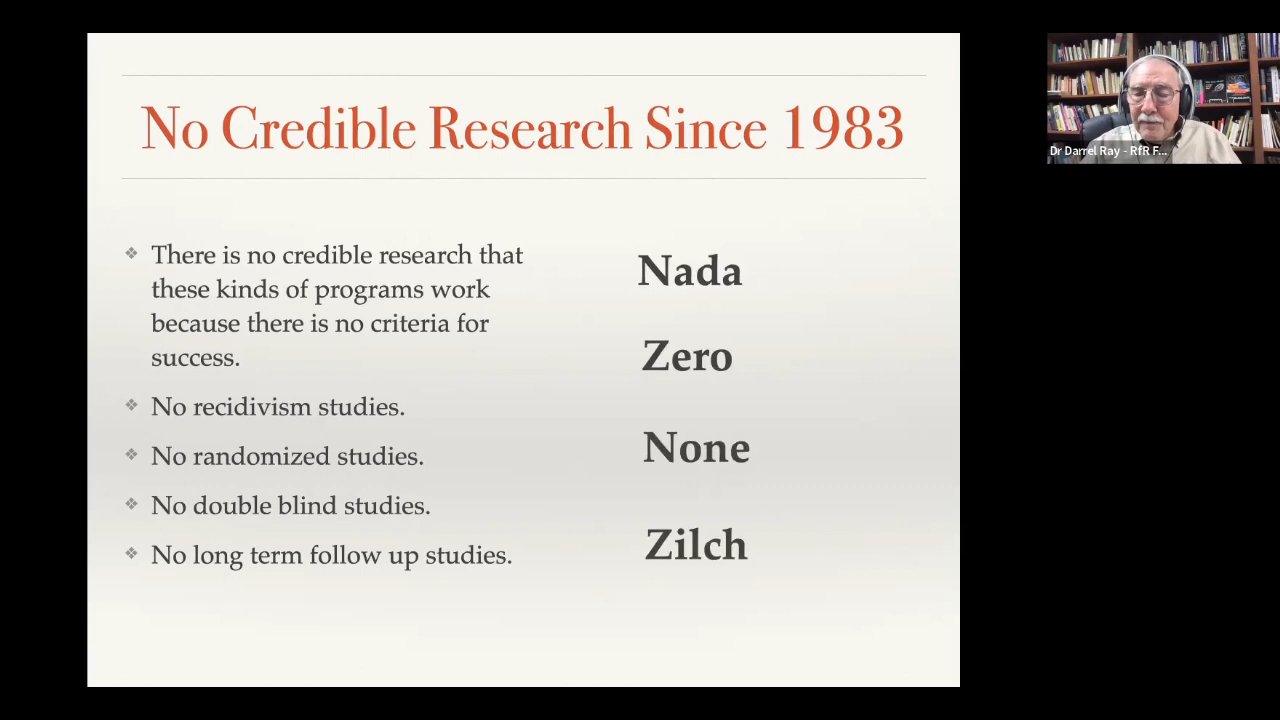 No Credible Research Since 1983
There is no credible research that
these kinds of programs work
because there is no criteria for
success.
No recidivism studies.
No randomized studies.
No double blind studies.
No long term follow up studies.
Nada
Zero
None
Zilch
Dr Darrel Ray - RfR F...